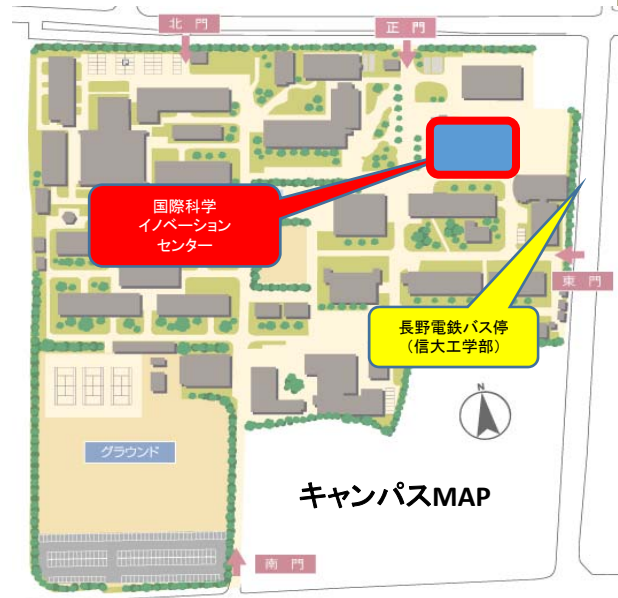 北門
正門
国際科学
イノベーション
センター
東門
長野電鉄バス停
（信大工学部）
N
グラウンド
キャンパスMAP
南門